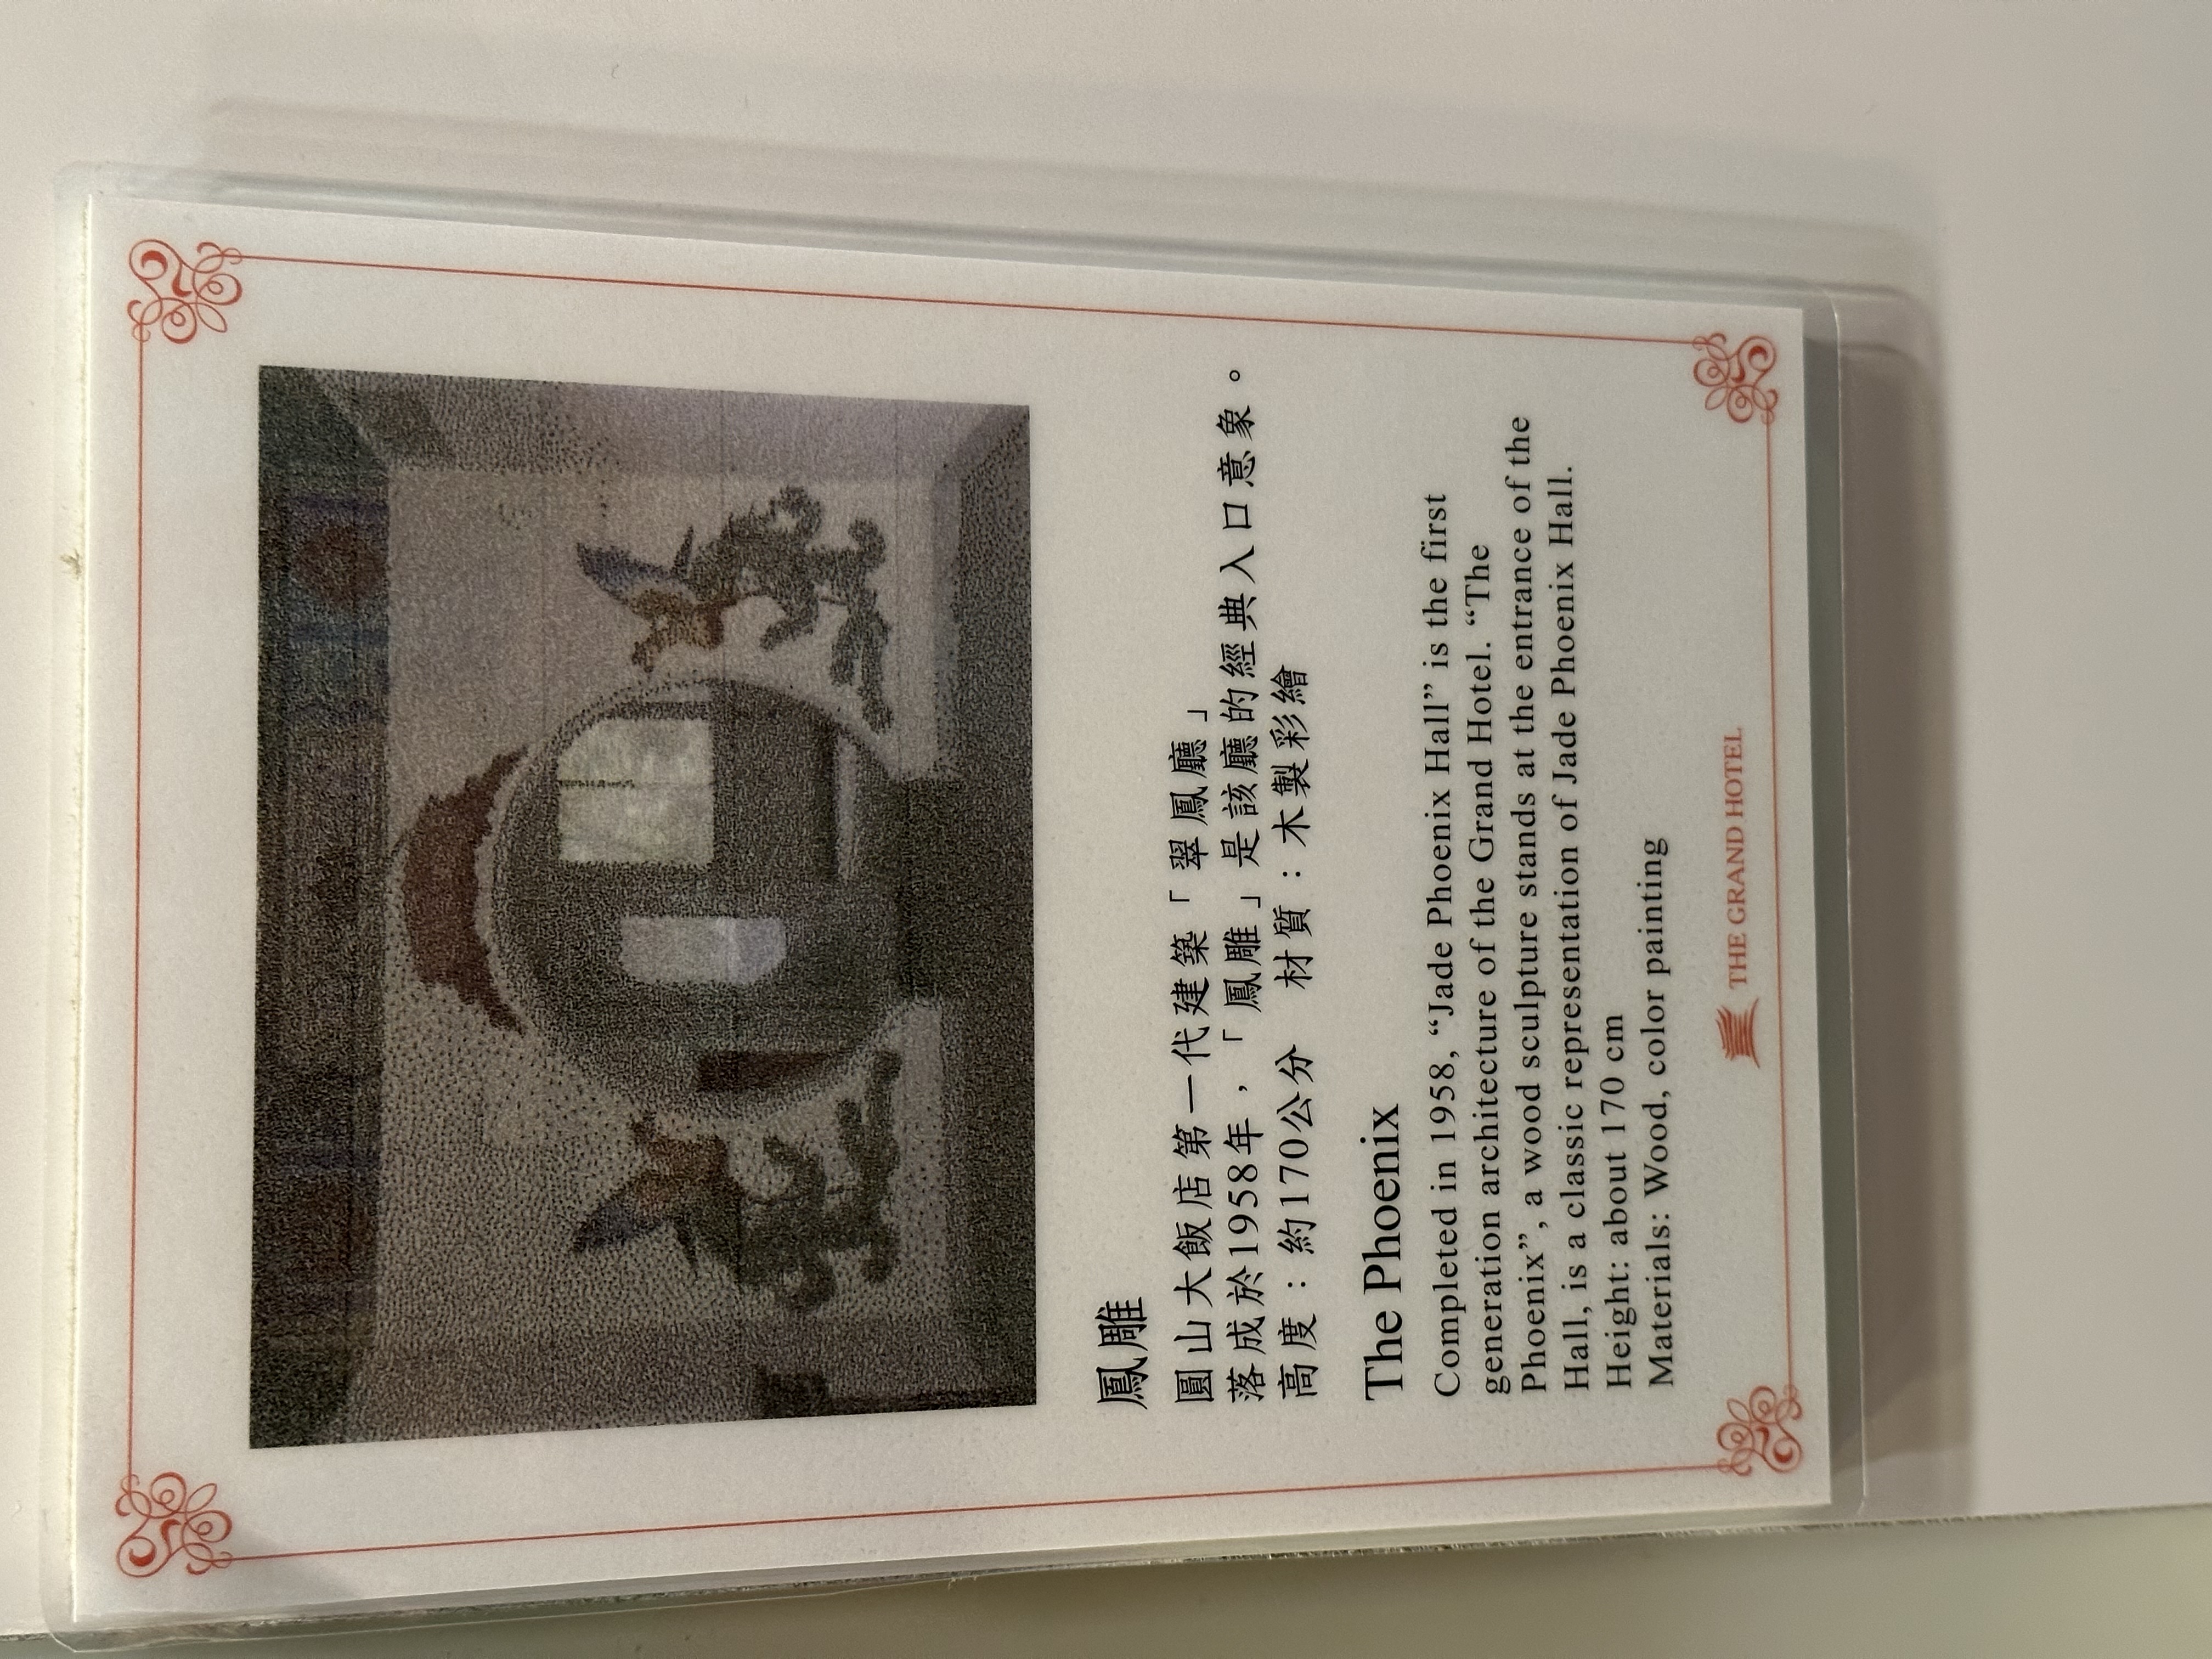 鳳雕
圓山大飯店第一代建築「翠鳳廳」
落成於1958年，「鳳雕」是該廳的經典入口意象。
高度：約170公分　材質：木製彩繪
The Phoenix
Completed in 1958, “Jade Phoenix Hall” is the first
generation architecture of the Grand Hotel. “The
Phoenix”, a wood sculpture stands at the entrance of the
Hall, is a classic representation of Jade Phoenix Hall.
Height: about 170 cm
Materials: Wood, color painting
THE GRAND HOTEL